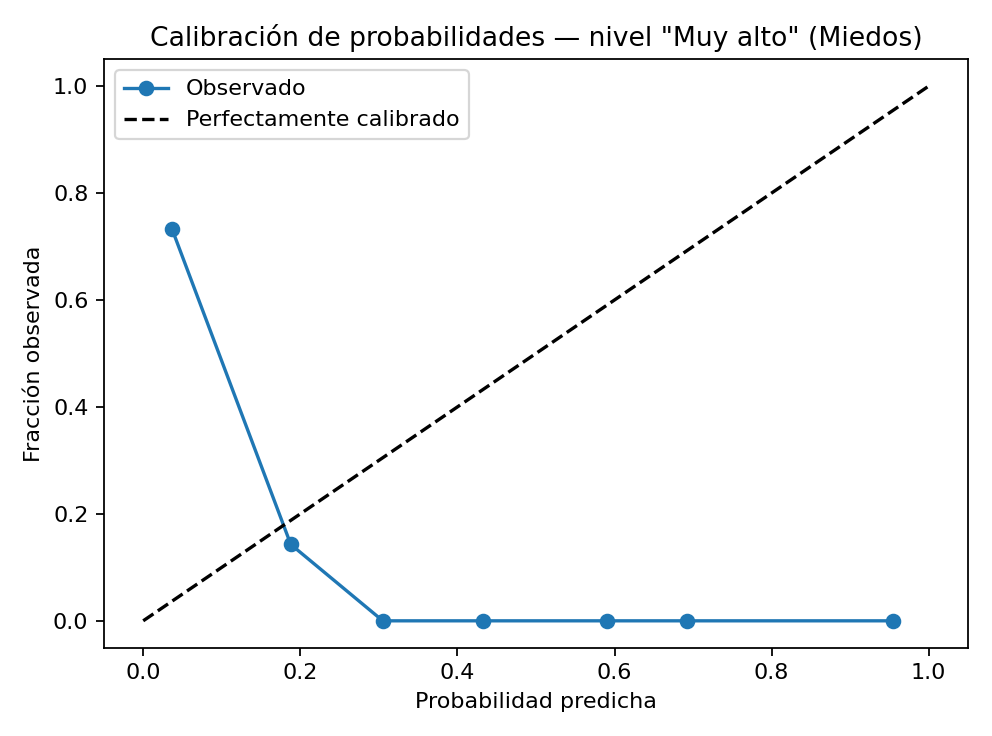 Calibración de probabilidades — nivel "Muy alto" (Miedos)
Observado
Perfectamente calibrado
Fracción observada
1.0
0.8
0.6
0.4
0.2
0.0
0.0 0.2 0.4 0.6 0.8 1.0
Probabilidad predicha